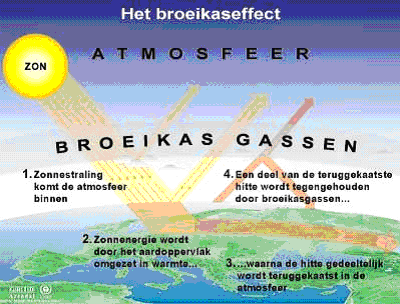 Het broeikaseffect
ATMOSFEER
ZON
BROEIKAS GASSEN
1. Zonnestraling
komt de atmosfeer
binnen
4. Een deel van de teruggekaatste
hitte wordt tegengehouden
door broeikasgassen...
2. Zonnenergie wordt
door het aardoppervlak
omgezet in warmte...
3. ...waarna de hitte gedeeltelijk
wordt teruggekaatst in de
atmosfeer